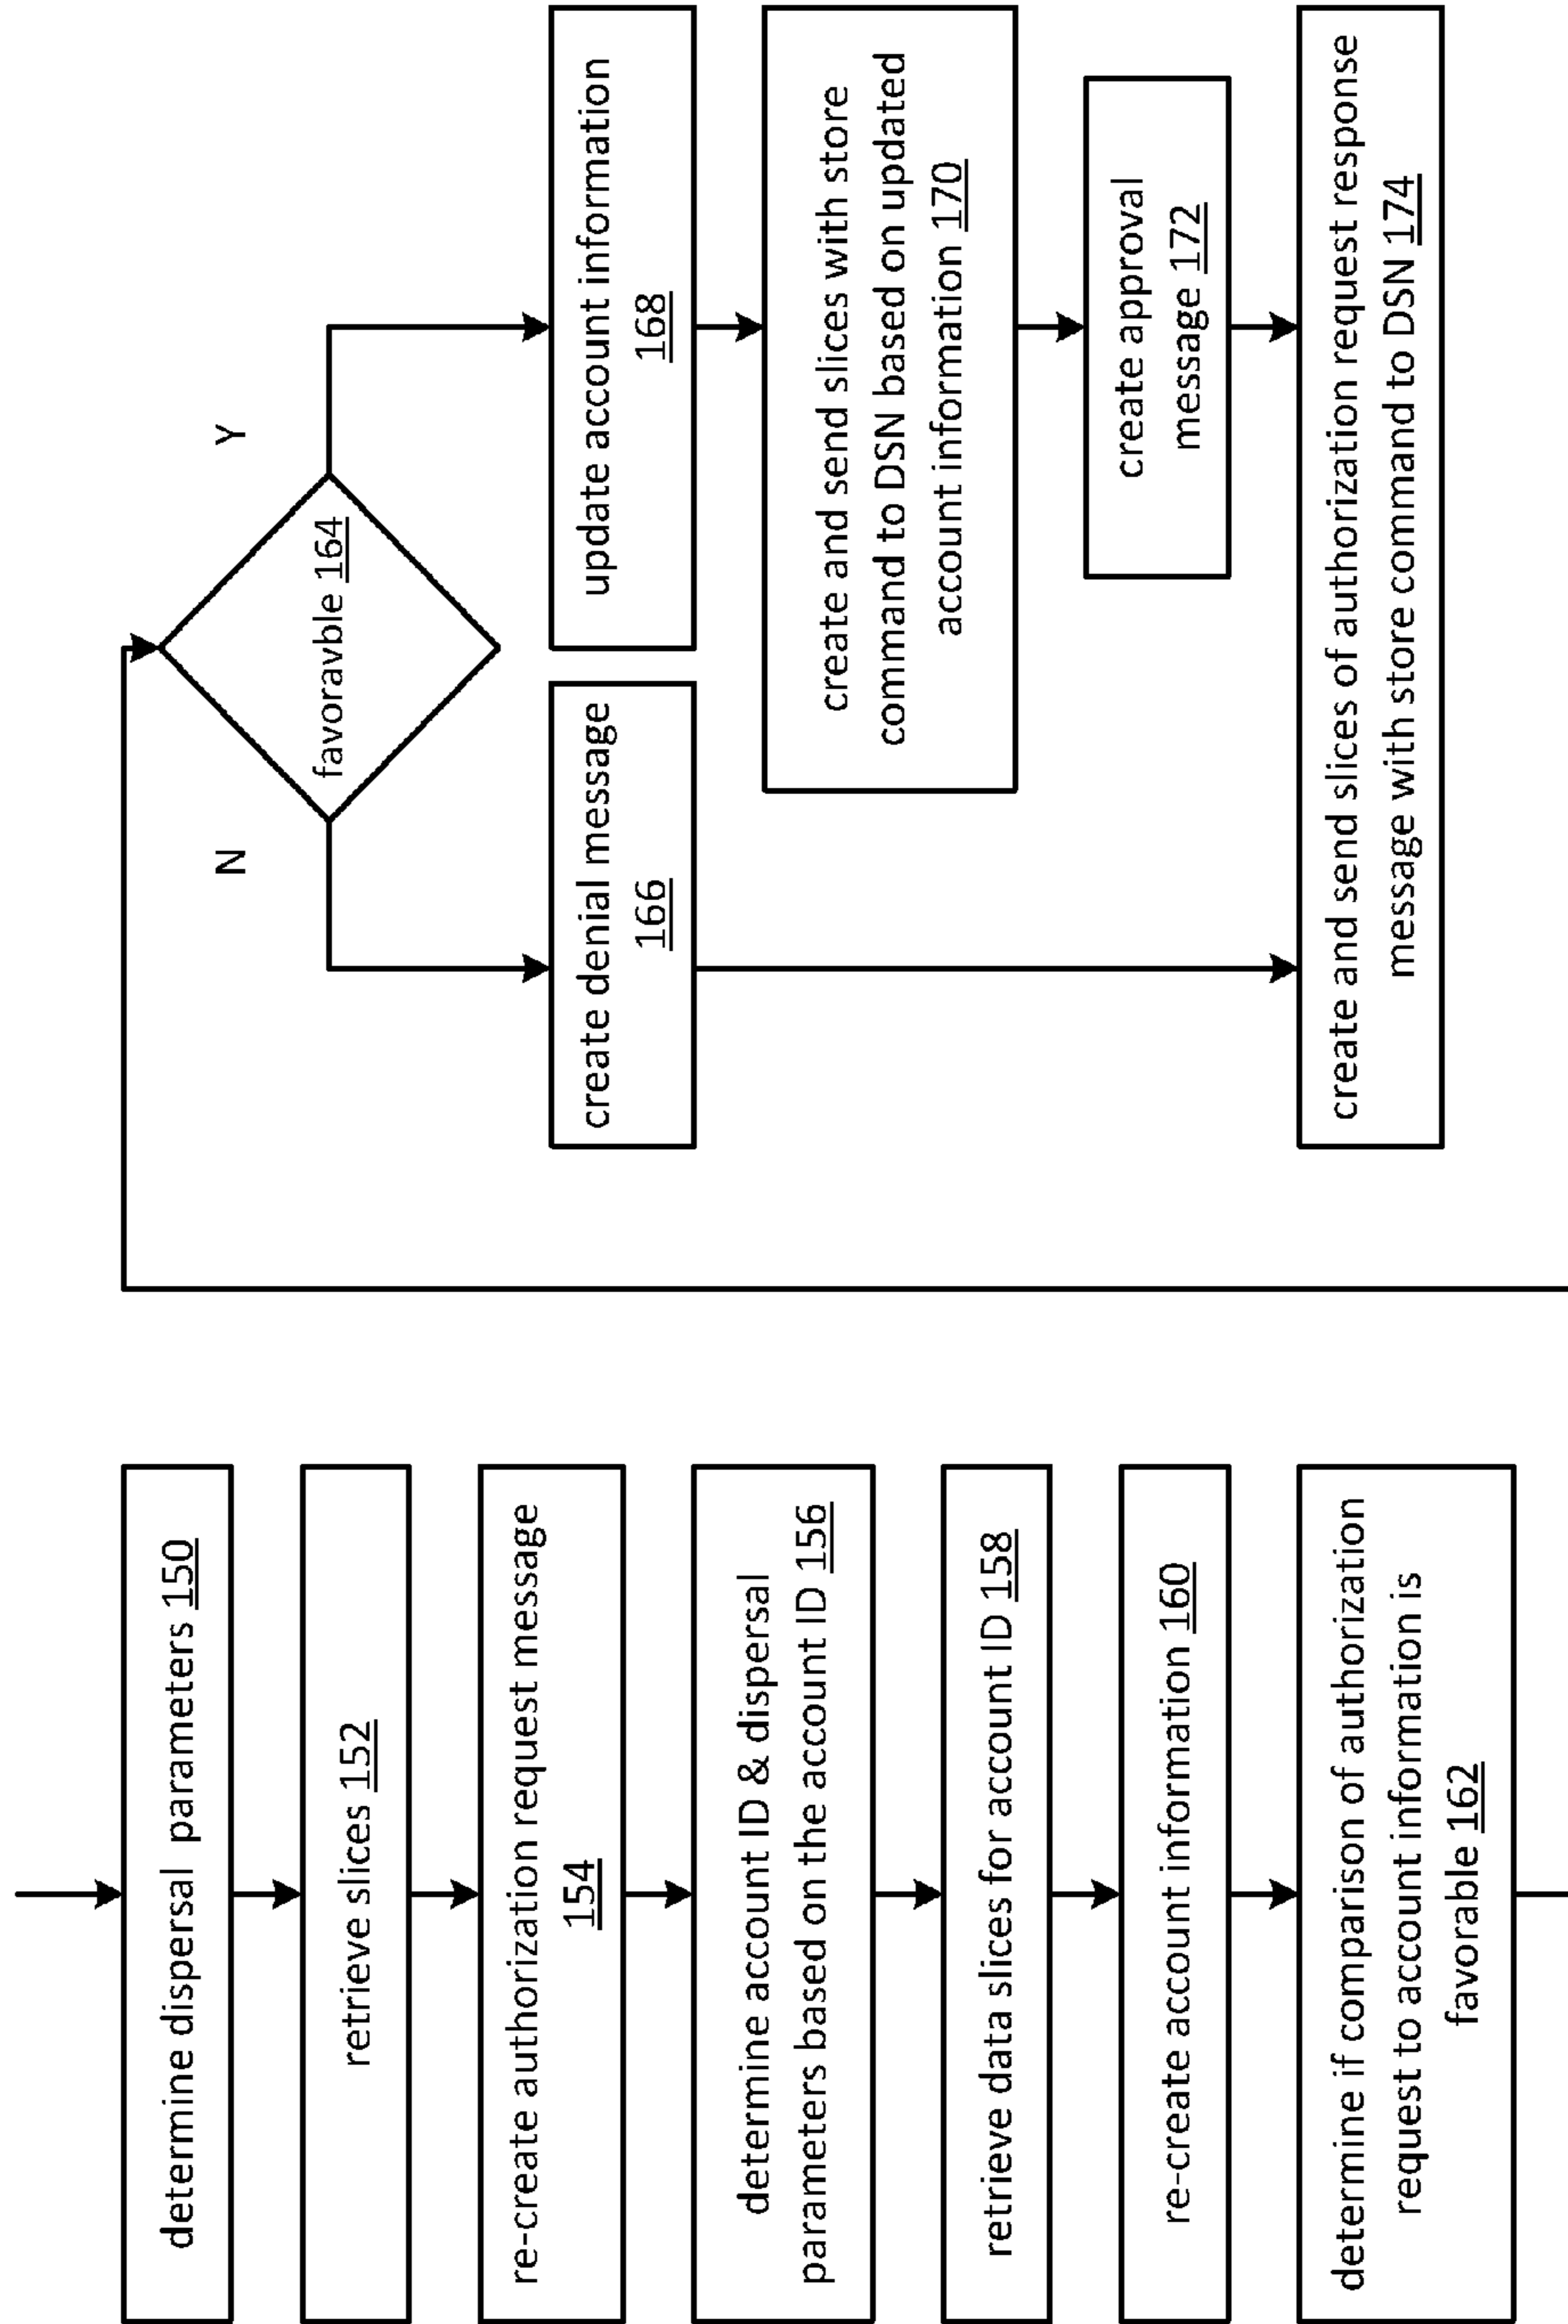 determine dispersal parameters 150
retrieve slices 152
re-create authorization request message
154
determine account ID & dispersal
parameters based on the account ID 156
retrieve data slices for account ID 158
re-create account information 160
determine if comparison of authorization
request to account information is
favorable 162
favoravble 164
N
Y
create denial message
166
update account information
168
create and send slices with store
command to DSN based on updated
account information 170
create approval
message 172
create and send slices of authorization request response
message with store command to DSN 174